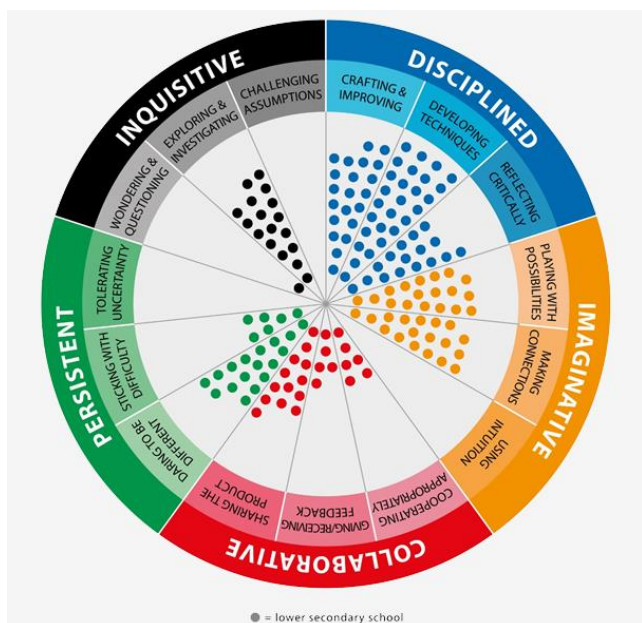 INQUISITIVE
WONDERING &
QUESTIONING
EXPLORING &
INVESTIGATING
CHALLENGING
ASSUMPTIONS
DISCIPLINED
CRAFTING &
IMPROVING
DEVELOPING
TECHNIQUES
REFLECTING
CRITICALLY
IMAGINATIVE
PLAYING WITH
POSSIBILITIES
MAKING
CONNECTIONS
USING
INTUITION
COLLABORATIVE
COOPERATING
APPROPRIATELY
GIVING/RECEIVING
FEEDBACK
SHARING THE
PRODUCT
PERSISTENT
DARING TO BE
DIFFERENT
STICKING WITH
DIFFICULTY
TOLERATING
UNCERTAINTY
= lower secondary school